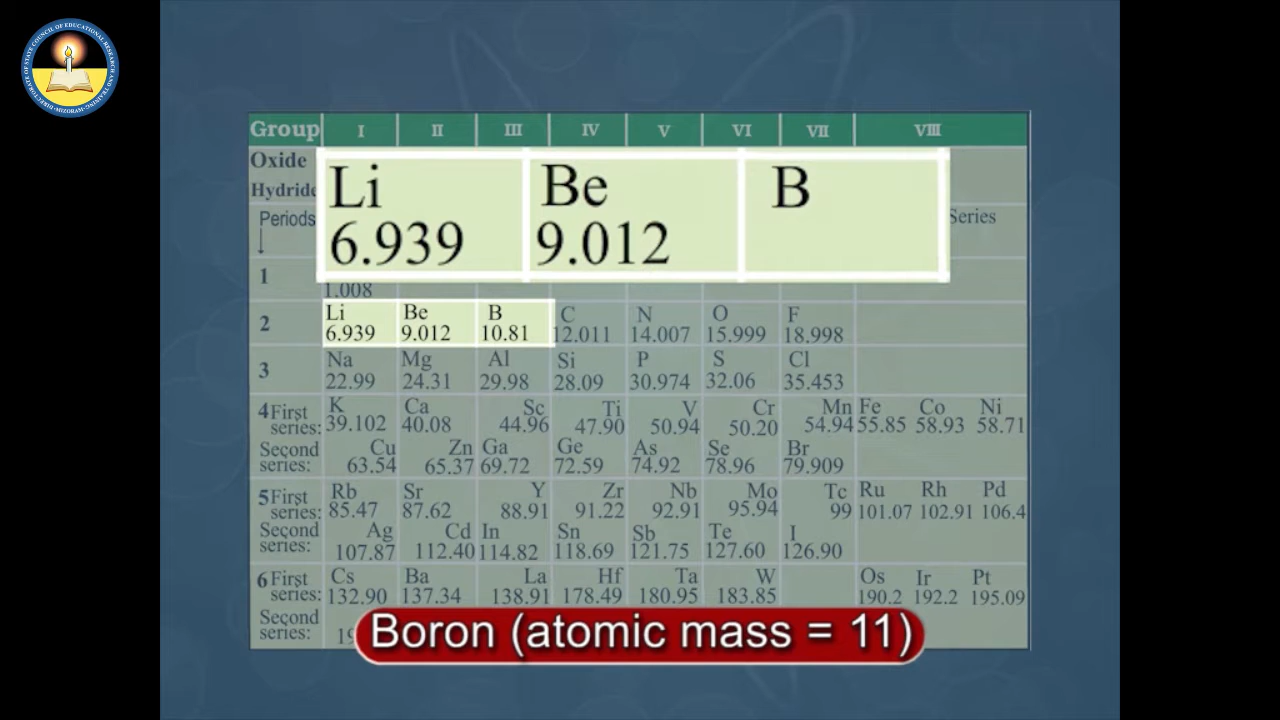 DIRECTORATE OF STATE COUNCIL OF EDUCATIONAL RESEARCH AND TRAINING
MIZORAM
Group I II III IV V VI VII VIII
Oxide
Hydride
Li Be B
6.939 9.012
Periods Series
↓
1
1.008
2 Li Be B C N O F
6.939 9.012 10.81 12.011 14.007 15.999 18.998
3 Na Mg Al Si P S Cl
22.99 24.31 29.98 28.09 30.974 32.06 35.453
4 First series: K Ca Sc Ti V Cr Mn Fe Co Ni
39.102 40.08 44.96 47.90 50.94 50.20 54.94 55.85 58.93 58.71
Second series: Cu Zn Ga Ge As Se Br
63.54 65.37 69.72 72.59 74.92 78.96 79.909
5 First series: Rb Sr Y Zr Nb Mo Tc Ru Rh Pd
85.47 87.62 88.91 91.22 92.91 95.94 99 101.07 102.91 106.4
Second series: Ag Cd In Sn Sb Te I
107.87 112.40 114.82 118.69 121.75 127.60 126.90
6 First series: Cs Ba La Hf Ta W Os Ir Pt
132.90 137.34 138.91 178.49 180.95 183.85 190.2 192.2 195.09
Second series:
Boron (atomic mass = 11)